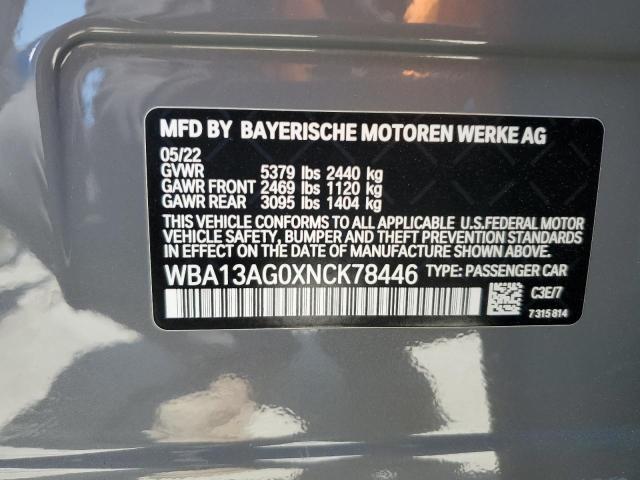 MFD BY BAYERISCHE MOTOREN WERKE AG
05/22
GVWR 5379 lbs 2440 kg
GAWR FRONT 2469 lbs 1120 kg
GAWR REAR 3095 lbs 1404 kg
THIS VEHICLE CONFORMS TO ALL APPLICABLE U.S.FEDERAL MOTOR
VEHICLE SAFETY, BUMPER AND THEFT PREVENTION STANDARDS
IN EFFECT ON THE DATE OF MANUFACTURE SHOWN ABOVE.
WBA13AG0XNCK78446 TYPE: PASSENGER CAR
C3E/7
7315814